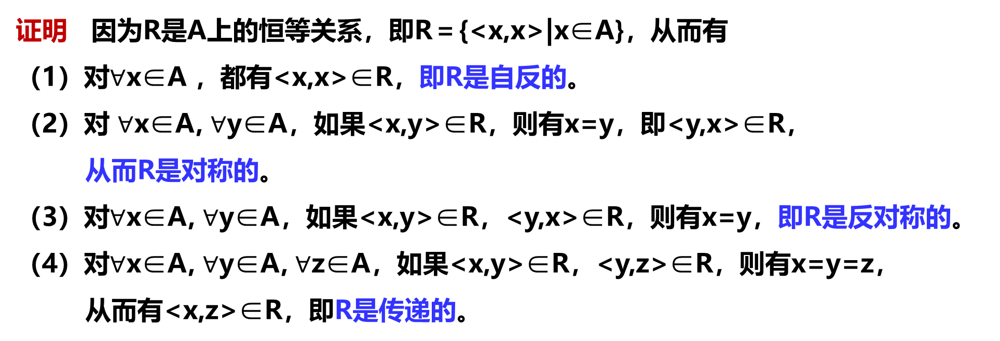 证明 因为R是A上的恒等关系，即R＝{<x,x>|x∈A}，从而有
（1）对∀x∈A ，都有<x,x>∈R，即R是自反的。
（2）对 ∀x∈A, ∀y∈A，如果<x,y>∈R，则有x=y，即<y,x>∈R，
从而R是对称的。
（3）对∀x∈A, ∀y∈A，如果<x,y>∈R，<y,x>∈R，则有x=y，即R是反对称的。
（4）对∀x∈A, ∀y∈A, ∀z∈A，如果<x,y>∈R，<y,z>∈R，则有x=y=z，
从而有<x,z>∈R，即R是传递的。